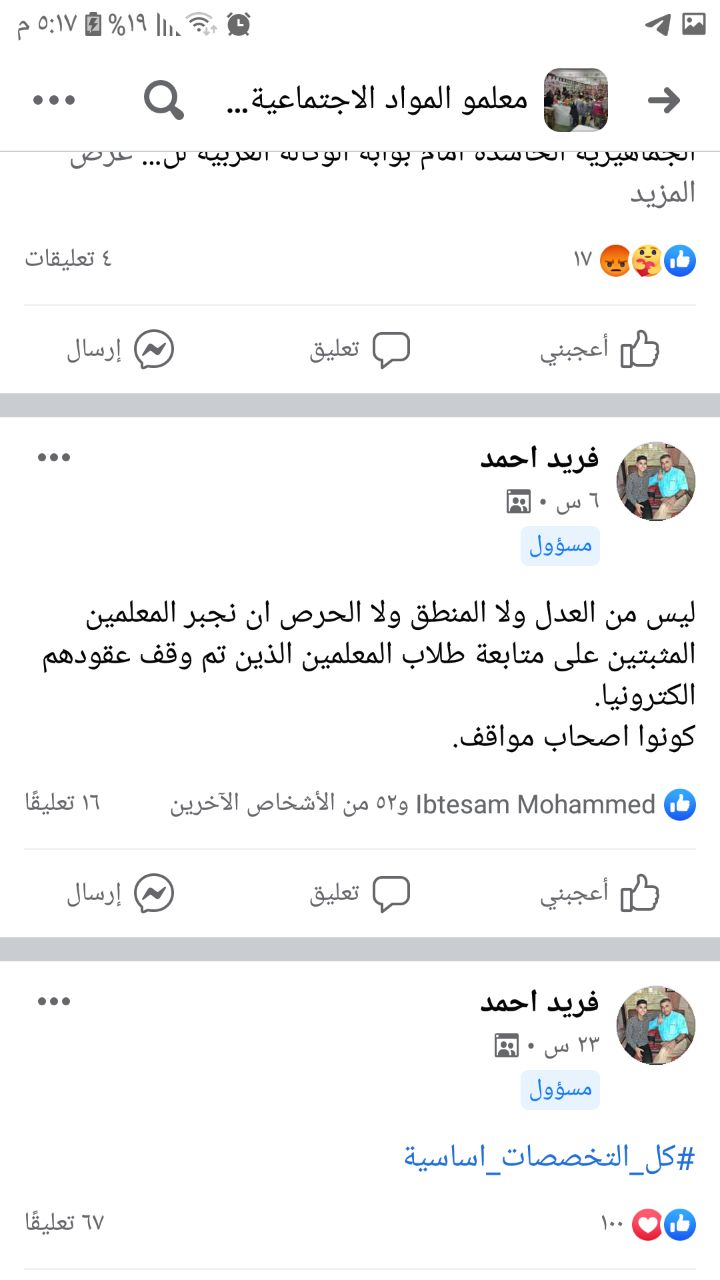 ٥:١٧ م ١٩%
معلمو المواد الاجتماعية...
الجماهيرية الحاشدة امام بوابة الوكالة الغربية لل... عرض
المزيد
١٧
٤ تعليقات
أعجبني
تعليق
إرسال
فريد احمد
٦ س
مسؤول
ليس من العدل ولا المنطق ولا الحرص ان نجبر المعلمين
المثبتين على متابعة طلاب المعلمين الذين تم وقف عقودهم
الكترونيا.
كونوا اصحاب مواقف.
Ibtesam Mohammed و٥٢ من الأشخاص الآخرين
١٦ تعليقًا
أعجبني
تعليق
إرسال
فريد احمد
٢٣ س
مسؤول
#كل_التخصصات_اساسية
١٠٠
٦٧ تعليقًا